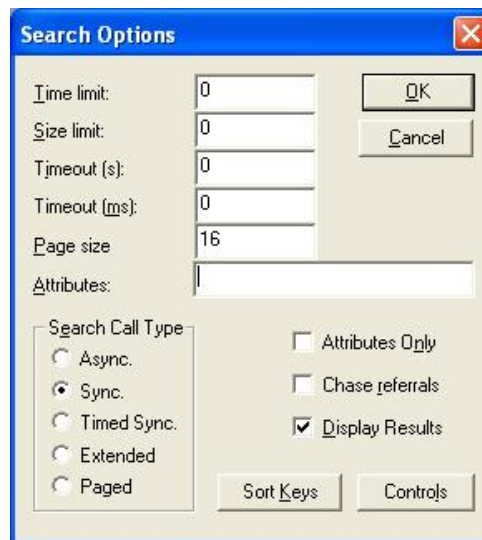 Search Options
Time limit: 0
OK
Size limit: 0
Cancel
Timeout (s): 0
Timeout (ms): 0
Page size 16
Attributes:
Search Call Type
Async.
Attributes Only
Sync.
Chase referrals
Timed Sync.
Display Results
Extended
Paged
Sort Keys
Controls